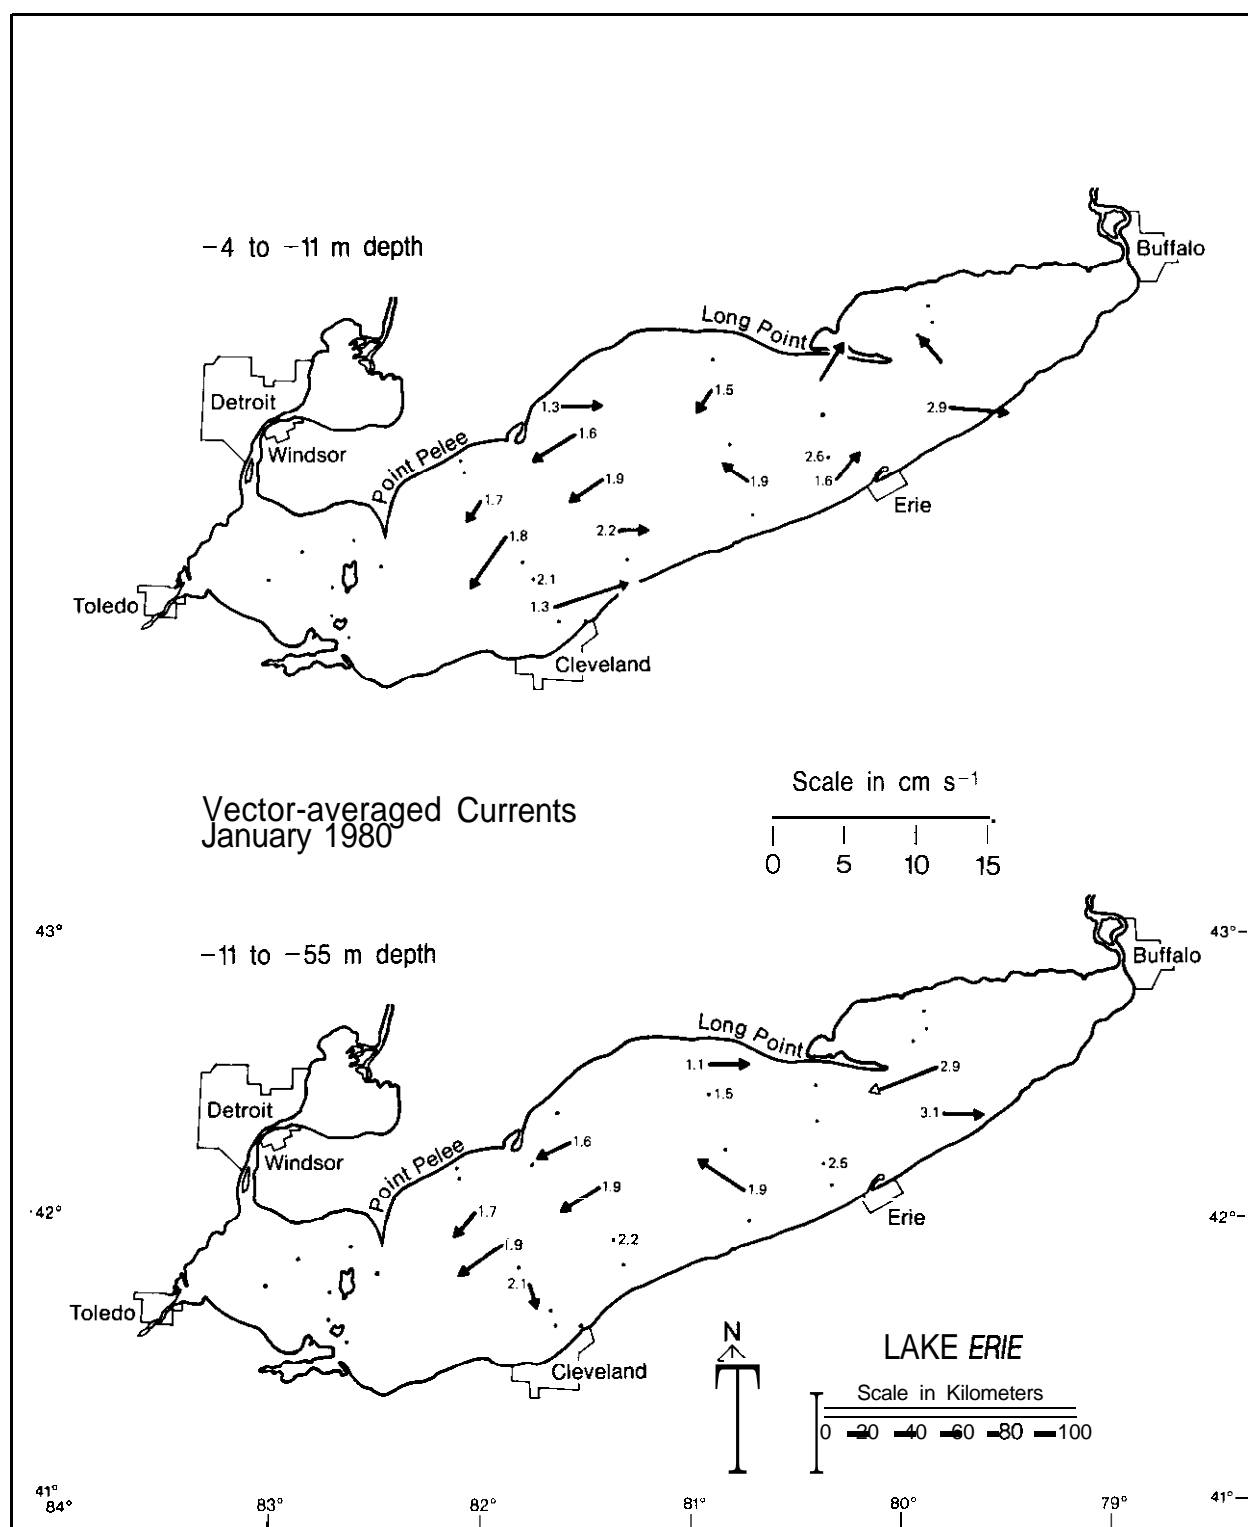 −4 to −11 m depth
Buffalo
Long Point
Detroit
1.5
1.3
2.9
1.6
Windsor
Point Pelee
2.6
1.9
1.9
1.6
Erie
1.7
2.2
1.8
2.1
Toledo
1.3
Cleveland
Scale in cm s⁻¹
Vector-averaged Currents
January 1980
0 5 10 15
43°
43°
−11 to −55 m depth
Buffalo
Long Point
1.1
2.9
1.5
Detroit
3.1
1.6
Windsor
Point Pelee
2.5
1.9
1.9
42°
1.7
Erie
42°
2.2
1.9
2.1
Toledo
N
LAKE ERIE
Cleveland
Scale in Kilometers
0 20 40 60 80 100
41°
41°
84° 83° 82° 81° 80° 79°